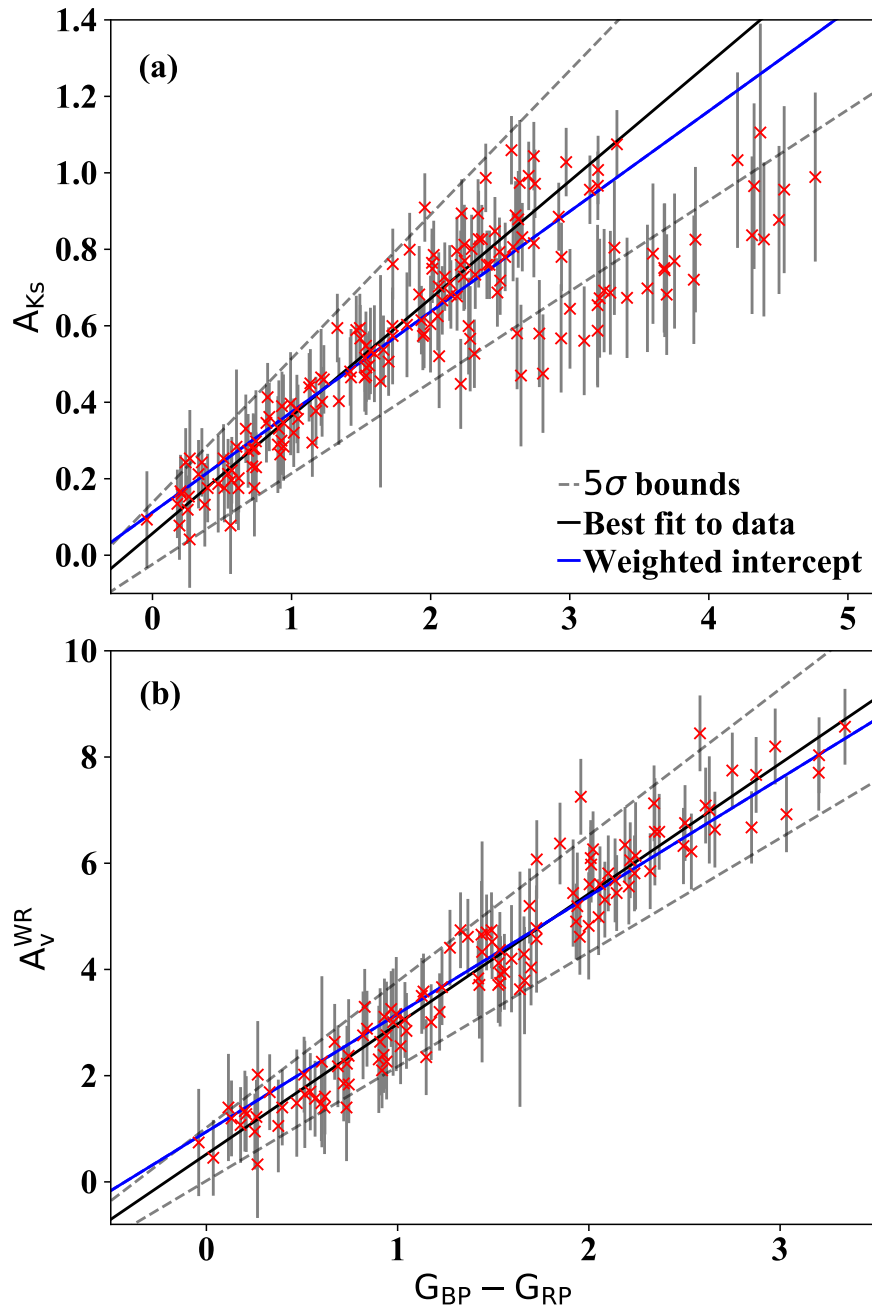 1.4
(a)
1.2
1.0
0.8
A_Ks
0.6
0.4
0.2
0.0
5σ bounds
Best fit to data
Weighted intercept
0 1 2 3 4 5
10
(b)
8
6
A_v^WR
4
2
0
0 1 2 3
G_BP − G_RP